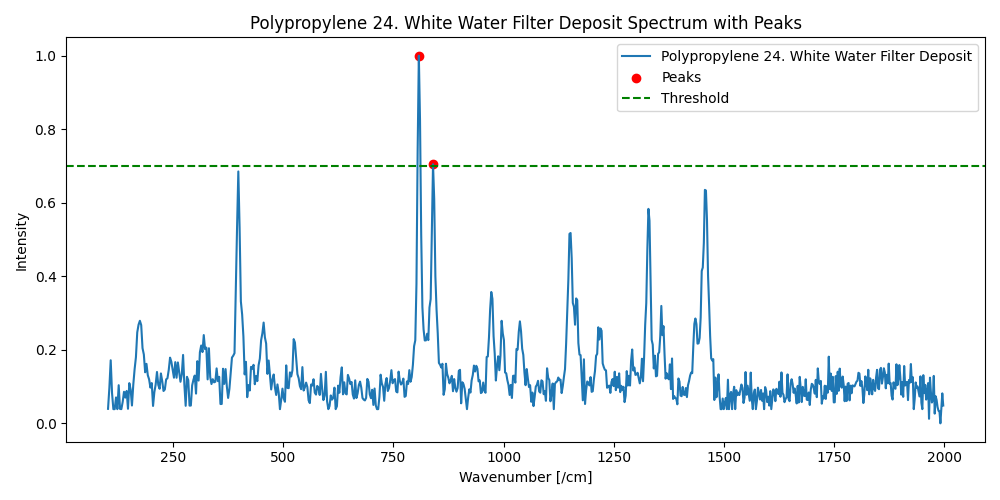 Polypropylene 24. White Water Filter Deposit Spectrum with Peaks
Polypropylene 24. White Water Filter Deposit
Peaks
Threshold
1.0
0.8
0.6
0.4
0.2
0.0
Intensity
250
500
750
1000
1250
1500
1750
2000
Wavenumber [/cm]